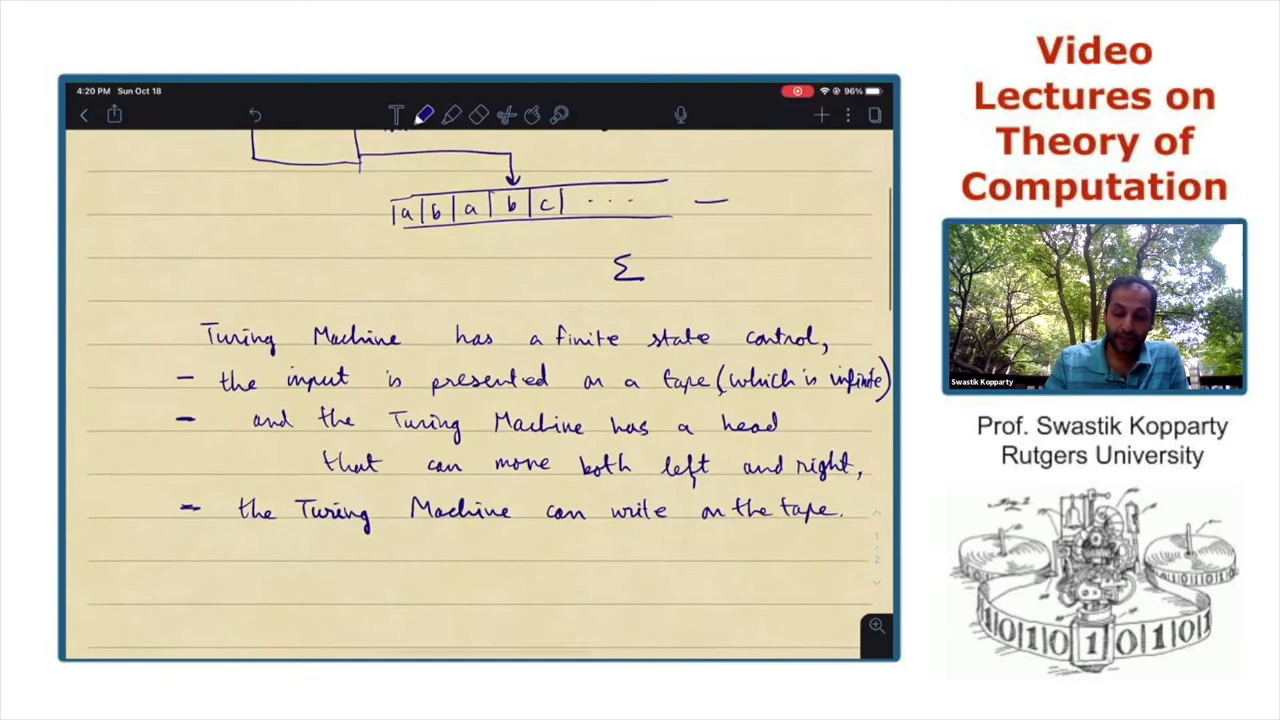 Video
Lectures on
Theory of
Computation
4:20 PM Sun Oct 18
96%
T
a b a b c . . . —
Σ
Turing Machine has a finite state control,
- the input is presented on a tape (which is infinite)
- and the Turing Machine has a head
that can move both left and right,
- the Turing Machine can write on the tape.
1
2
Swastik Kopparty
Prof. Swastik Kopparty
Rutgers University